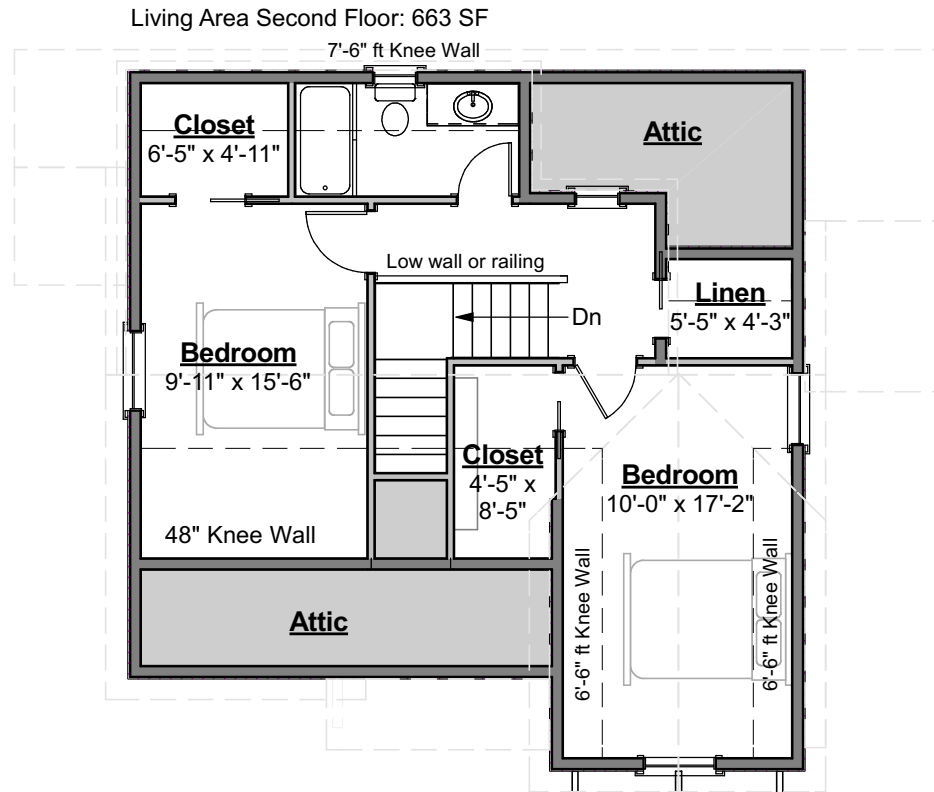 Living Area Second Floor: 663 SF
7'-6" ft Knee Wall
Closet
6'-5" x 4'-11"
Attic
Low wall or railing
Linen
5'-5" x 4'-3"
Dn
Bedroom
9'-11" x 15'-6"
Closet
4'-5" x
8'-5"
Bedroom
10'-0" x 17'-2"
48" Knee Wall
6'-6" ft Knee Wall
6'-6" ft Knee Wall
Attic